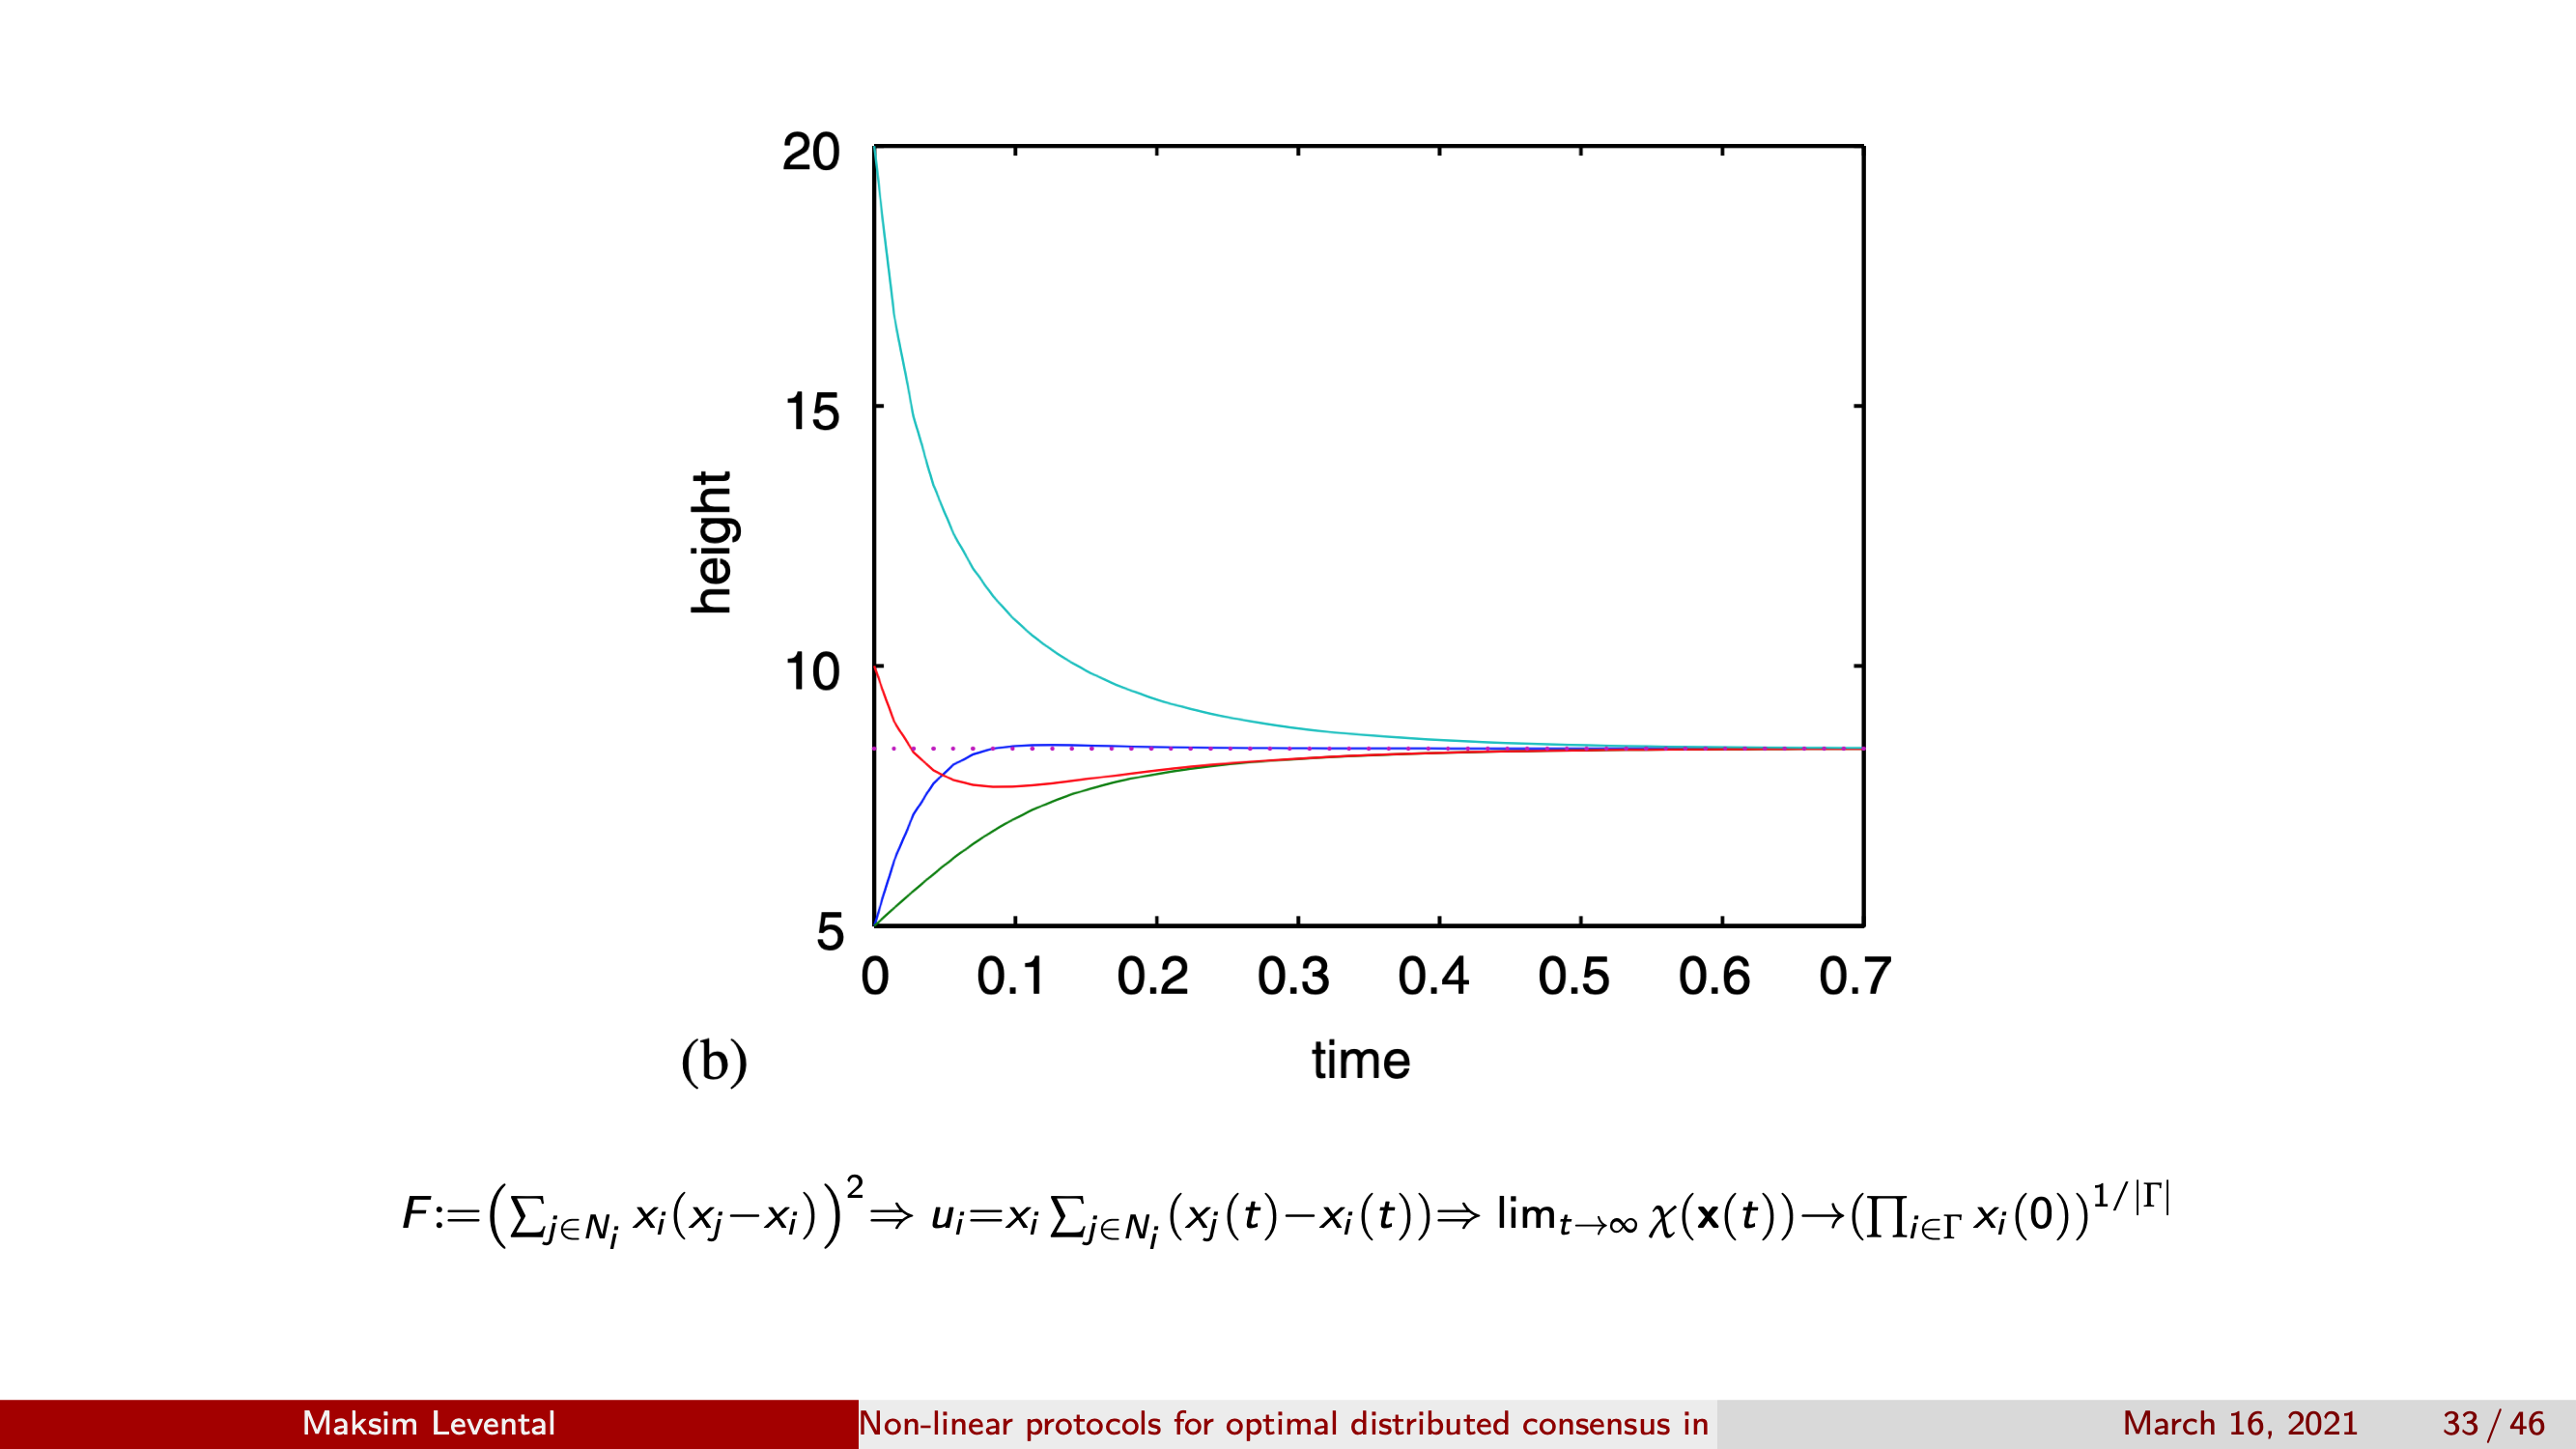 20
15
10
5
height
0 0.1 0.2 0.3 0.4 0.5 0.6 0.7
(b) time
F:=(∑_{j∈N_i} x_i(x_j−x_i))^2⇒ u_i=x_i ∑_{j∈N_i}(x_j(t)−x_i(t))⇒ lim_{t→∞} χ(𝐱(t))→(∏_{i∈Γ} x_i(0))^{1/|Γ|}
Maksim Levental Non-linear protocols for optimal distributed consensus in March 16, 2021 33 / 46